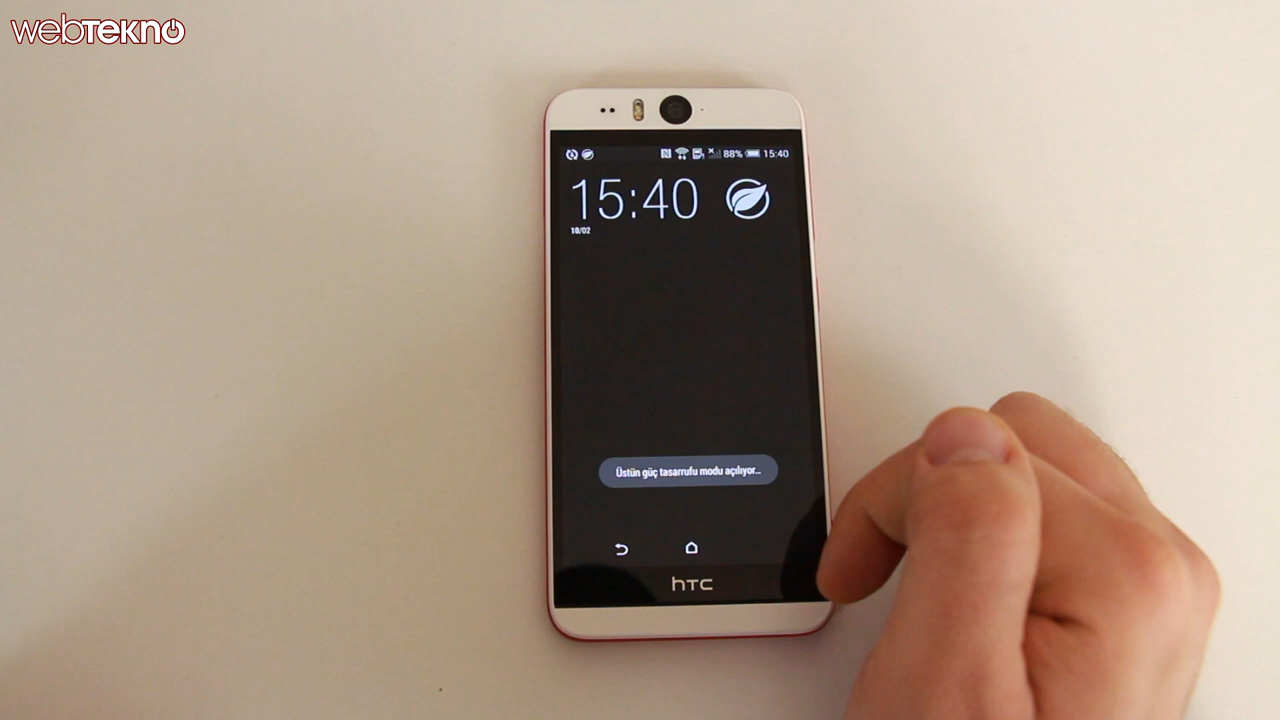 webTEKNO
88% 15:40
15:40
10/02
Üstün güç tasarrufu modu açılıyor...
hTC